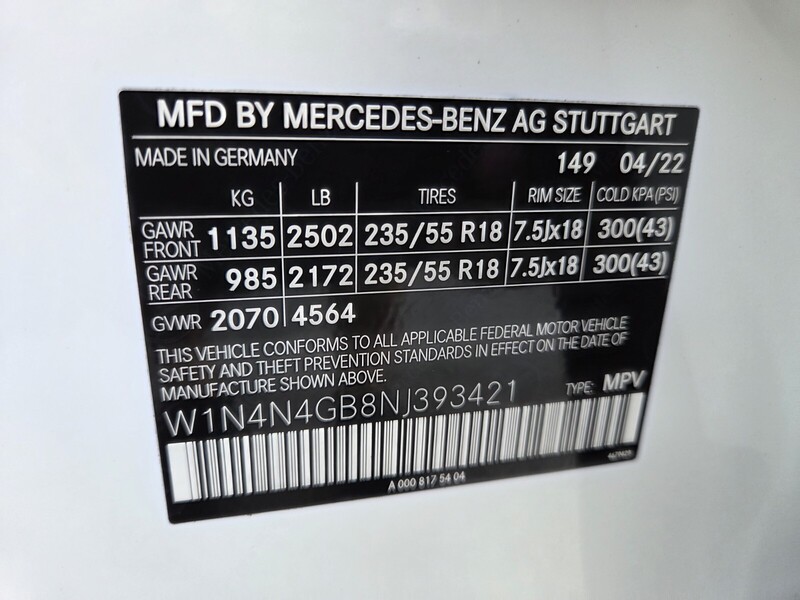 MFD BY MERCEDES-BENZ AG STUTTGART
MADE IN GERMANY 149 04/22
KG LB TIRES RIM SIZE COLD KPA (PSI)
GAWR FRONT 1135 2502 235/55 R18 7.5Jx18 300(43)
GAWR REAR 985 2172 235/55 R18 7.5Jx18 300(43)
GVWR 2070 4564
THIS VEHICLE CONFORMS TO ALL APPLICABLE FEDERAL MOTOR VEHICLE
SAFETY AND THEFT PREVENTION STANDARDS IN EFFECT ON THE DATE OF
MANUFACTURE SHOWN ABOVE.
W1N4N4GB8NJ393421 TYPE: MPV
A 000 817 54 04